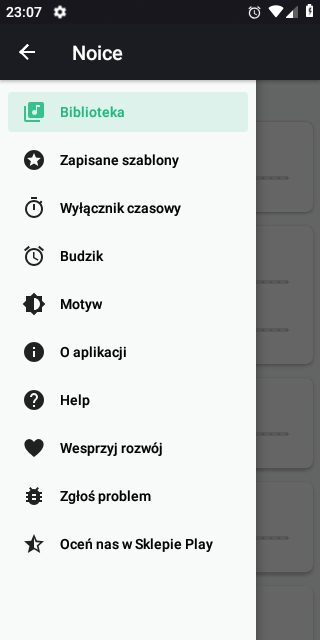 23:07
Noice
Biblioteka
Zapisane szablony
Wyłącznik czasowy
Budzik
Motyw
O aplikacji
Help
Wesprzyj rozwój
Zgłoś problem
Oceń nas w Sklepie Play